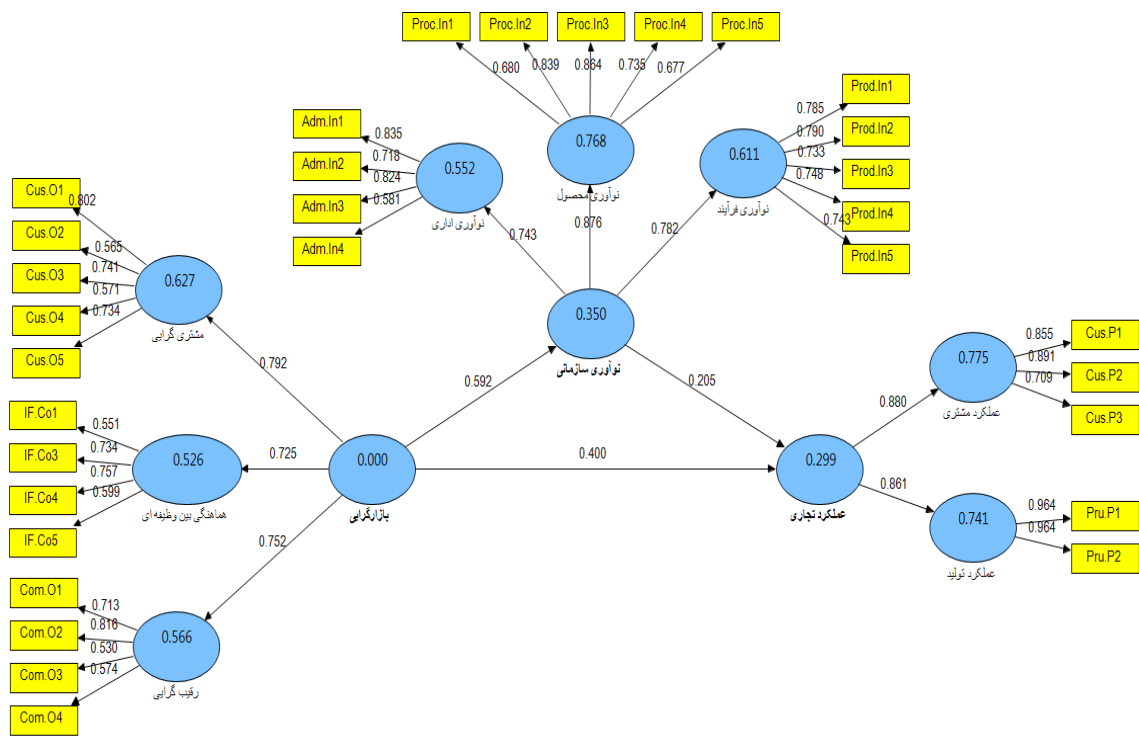 Proc.In1
Proc.In2
Proc.In3
Proc.In4
Proc.In5
0.680
0.839
0.864
0.735
0.677
0.768
نوآوری محصول
Adm.In1
Adm.In2
Adm.In3
Adm.In4
0.835
0.718
0.824
0.581
0.552
نوآوری اداری
Prod.In1
Prod.In2
Prod.In3
Prod.In4
Prod.In5
0.785
0.790
0.733
0.748
0.743
0.611
نوآوری فرآیند
0.743
0.876
0.782
0.350
نوآوری سازمانی
Cus.O1
Cus.O2
Cus.O3
Cus.O4
Cus.O5
0.802
0.565
0.741
0.571
0.734
0.627
مشتری گرایی
0.792
0.592
0.205
IF.Co1
IF.Co3
IF.Co4
IF.Co5
0.551
0.734
0.757
0.599
0.526
هماهنگی بین وظیفه ای
0.725
0.000
بازارگرایی
0.400
0.299
عملکرد تجاری
0.880
0.775
عملکرد مشتری
0.855
0.891
0.709
Cus.P1
Cus.P2
Cus.P3
0.861
0.741
عملکرد تولید
0.964
0.964
Pru.P1
Pru.P2
0.752
Com.O1
Com.O2
Com.O3
Com.O4
0.713
0.816
0.530
0.574
0.566
رقیب گرایی